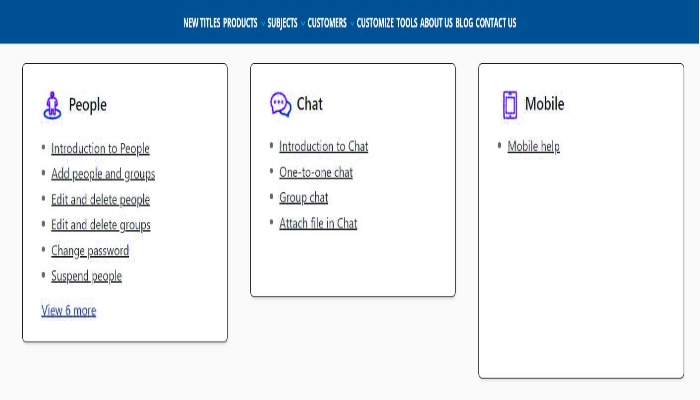 NEW TITLES PRODUCTS SUBJECTS CUSTOMERS CUSTOMIZE TOOLS ABOUT US BLOG CONTACT US
People
Introduction to People
Add people and groups
Edit and delete people
Edit and delete groups
Change password
Suspend people
View 6 more
Chat
Introduction to Chat
One-to-one chat
Group chat
Attach file in Chat
Mobile
Mobile help